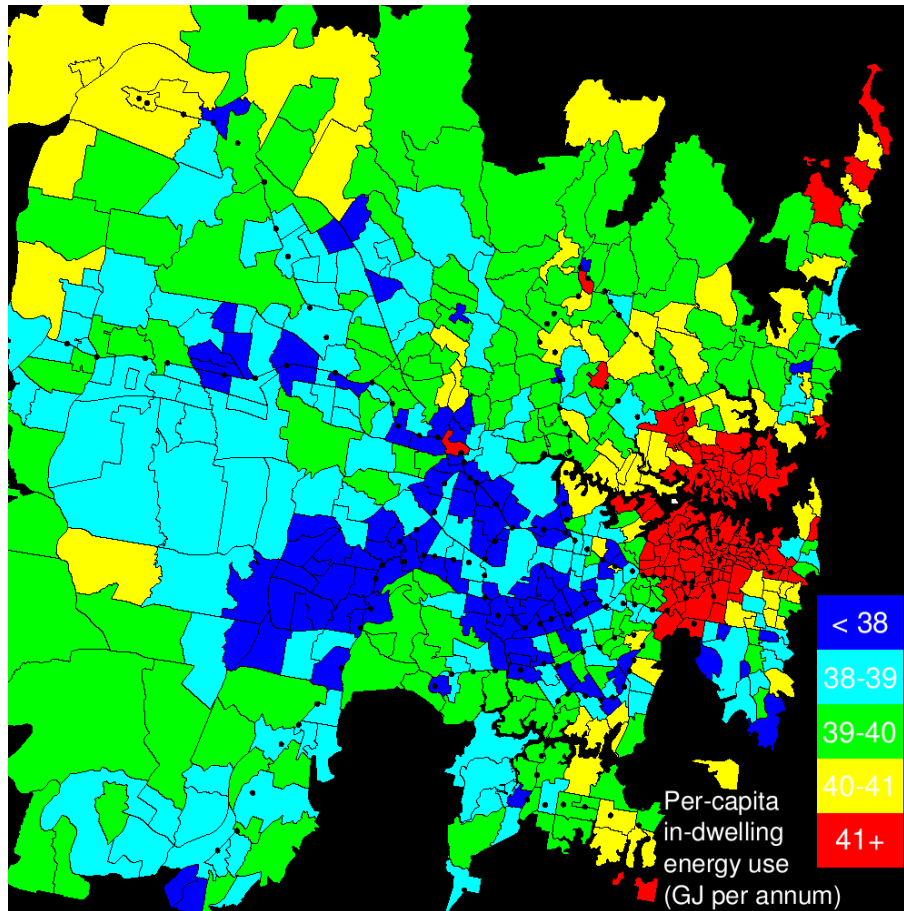 < 38
38-39
39-40
40-41
41+
Per-capita
in-dwelling
energy use
(GJ per annum)